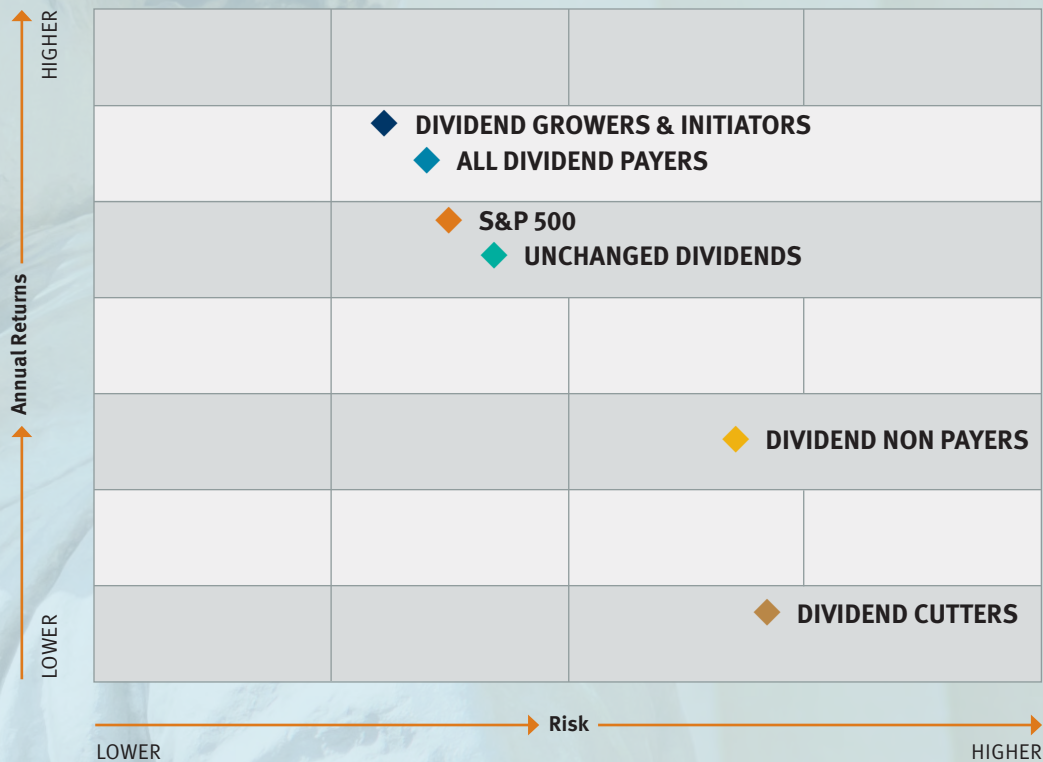 HIGHER
DIVIDEND GROWERS & INITIATORS
ALL DIVIDEND PAYERS
S&P 500
UNCHANGED DIVIDENDS
Annual Returns
DIVIDEND NON PAYERS
DIVIDEND CUTTERS
LOWER
Risk
LOWER
HIGHER